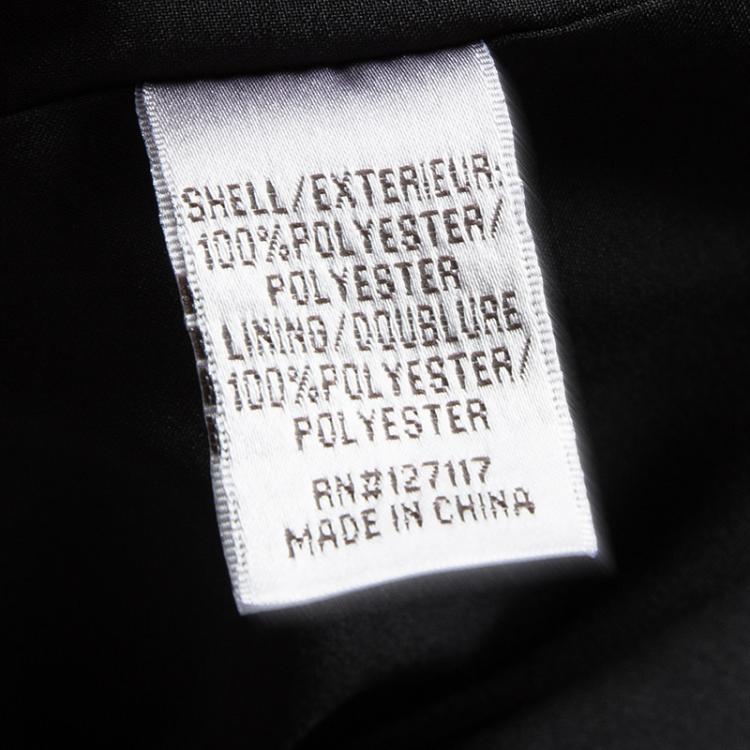 SHELL/EXTERIEUR:
100%POLYESTER/
POLYESTER
LINING/DOUBLURE
100%POLYESTER/
POLYESTER
RN#127117
MADE IN CHINA